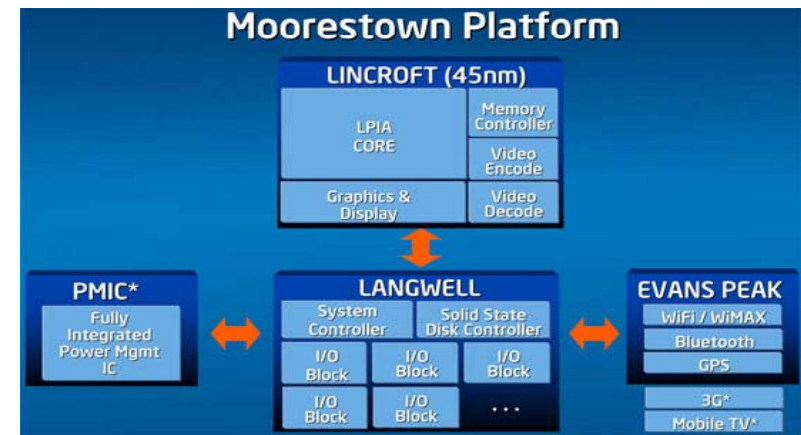 Moorestown Platform
LINCROFT (45nm)
LPIA
CORE
Memory
Controller
Video
Encode
Graphics &
Display
Video
Decode
PMIC*
Fully
Integrated
Power Mgmt
IC
LANGWELL
System
Controller
Solid State
Disk Controller
I/O
Block
I/O
Block
I/O
Block
I/O
Block
I/O
Block
...
EVANS PEAK
WiFi / WiMAX
Bluetooth
GPS
3G*
Mobile TV*